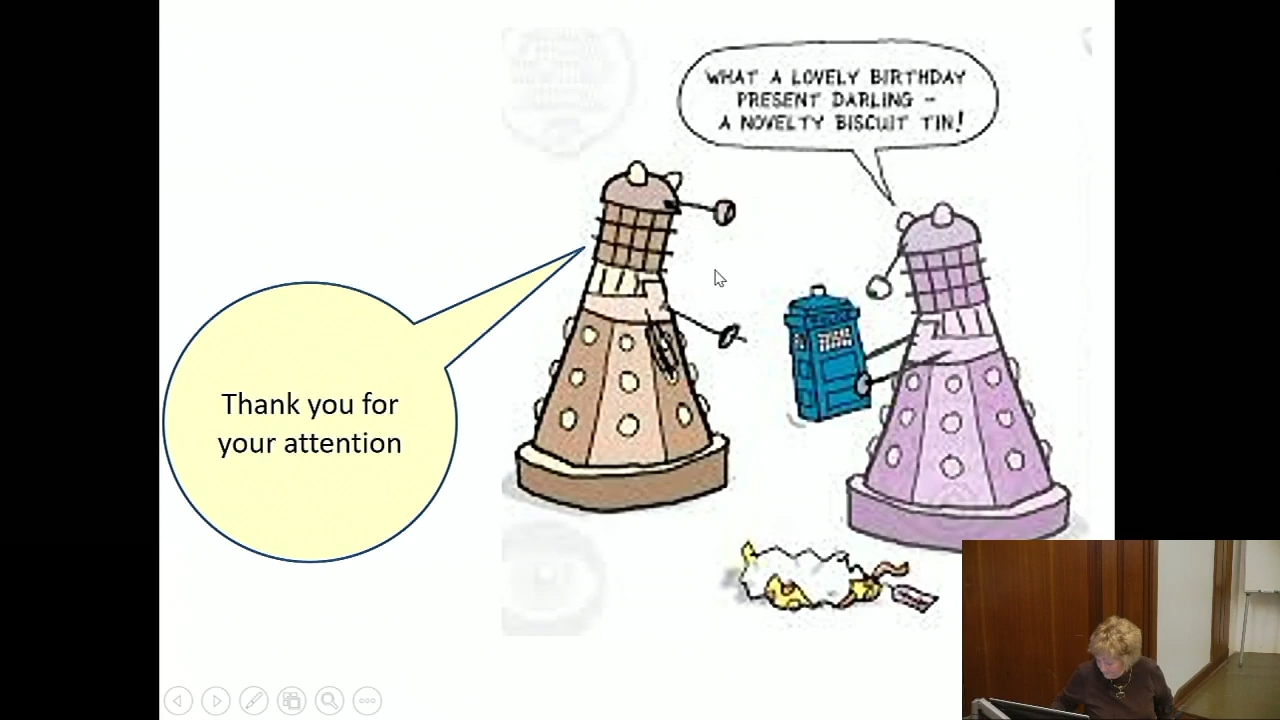 WHAT A LOVELY BIRTHDAY
PRESENT DARLING -
A NOVELTY BISCUIT TIN!
Thank you for
your attention